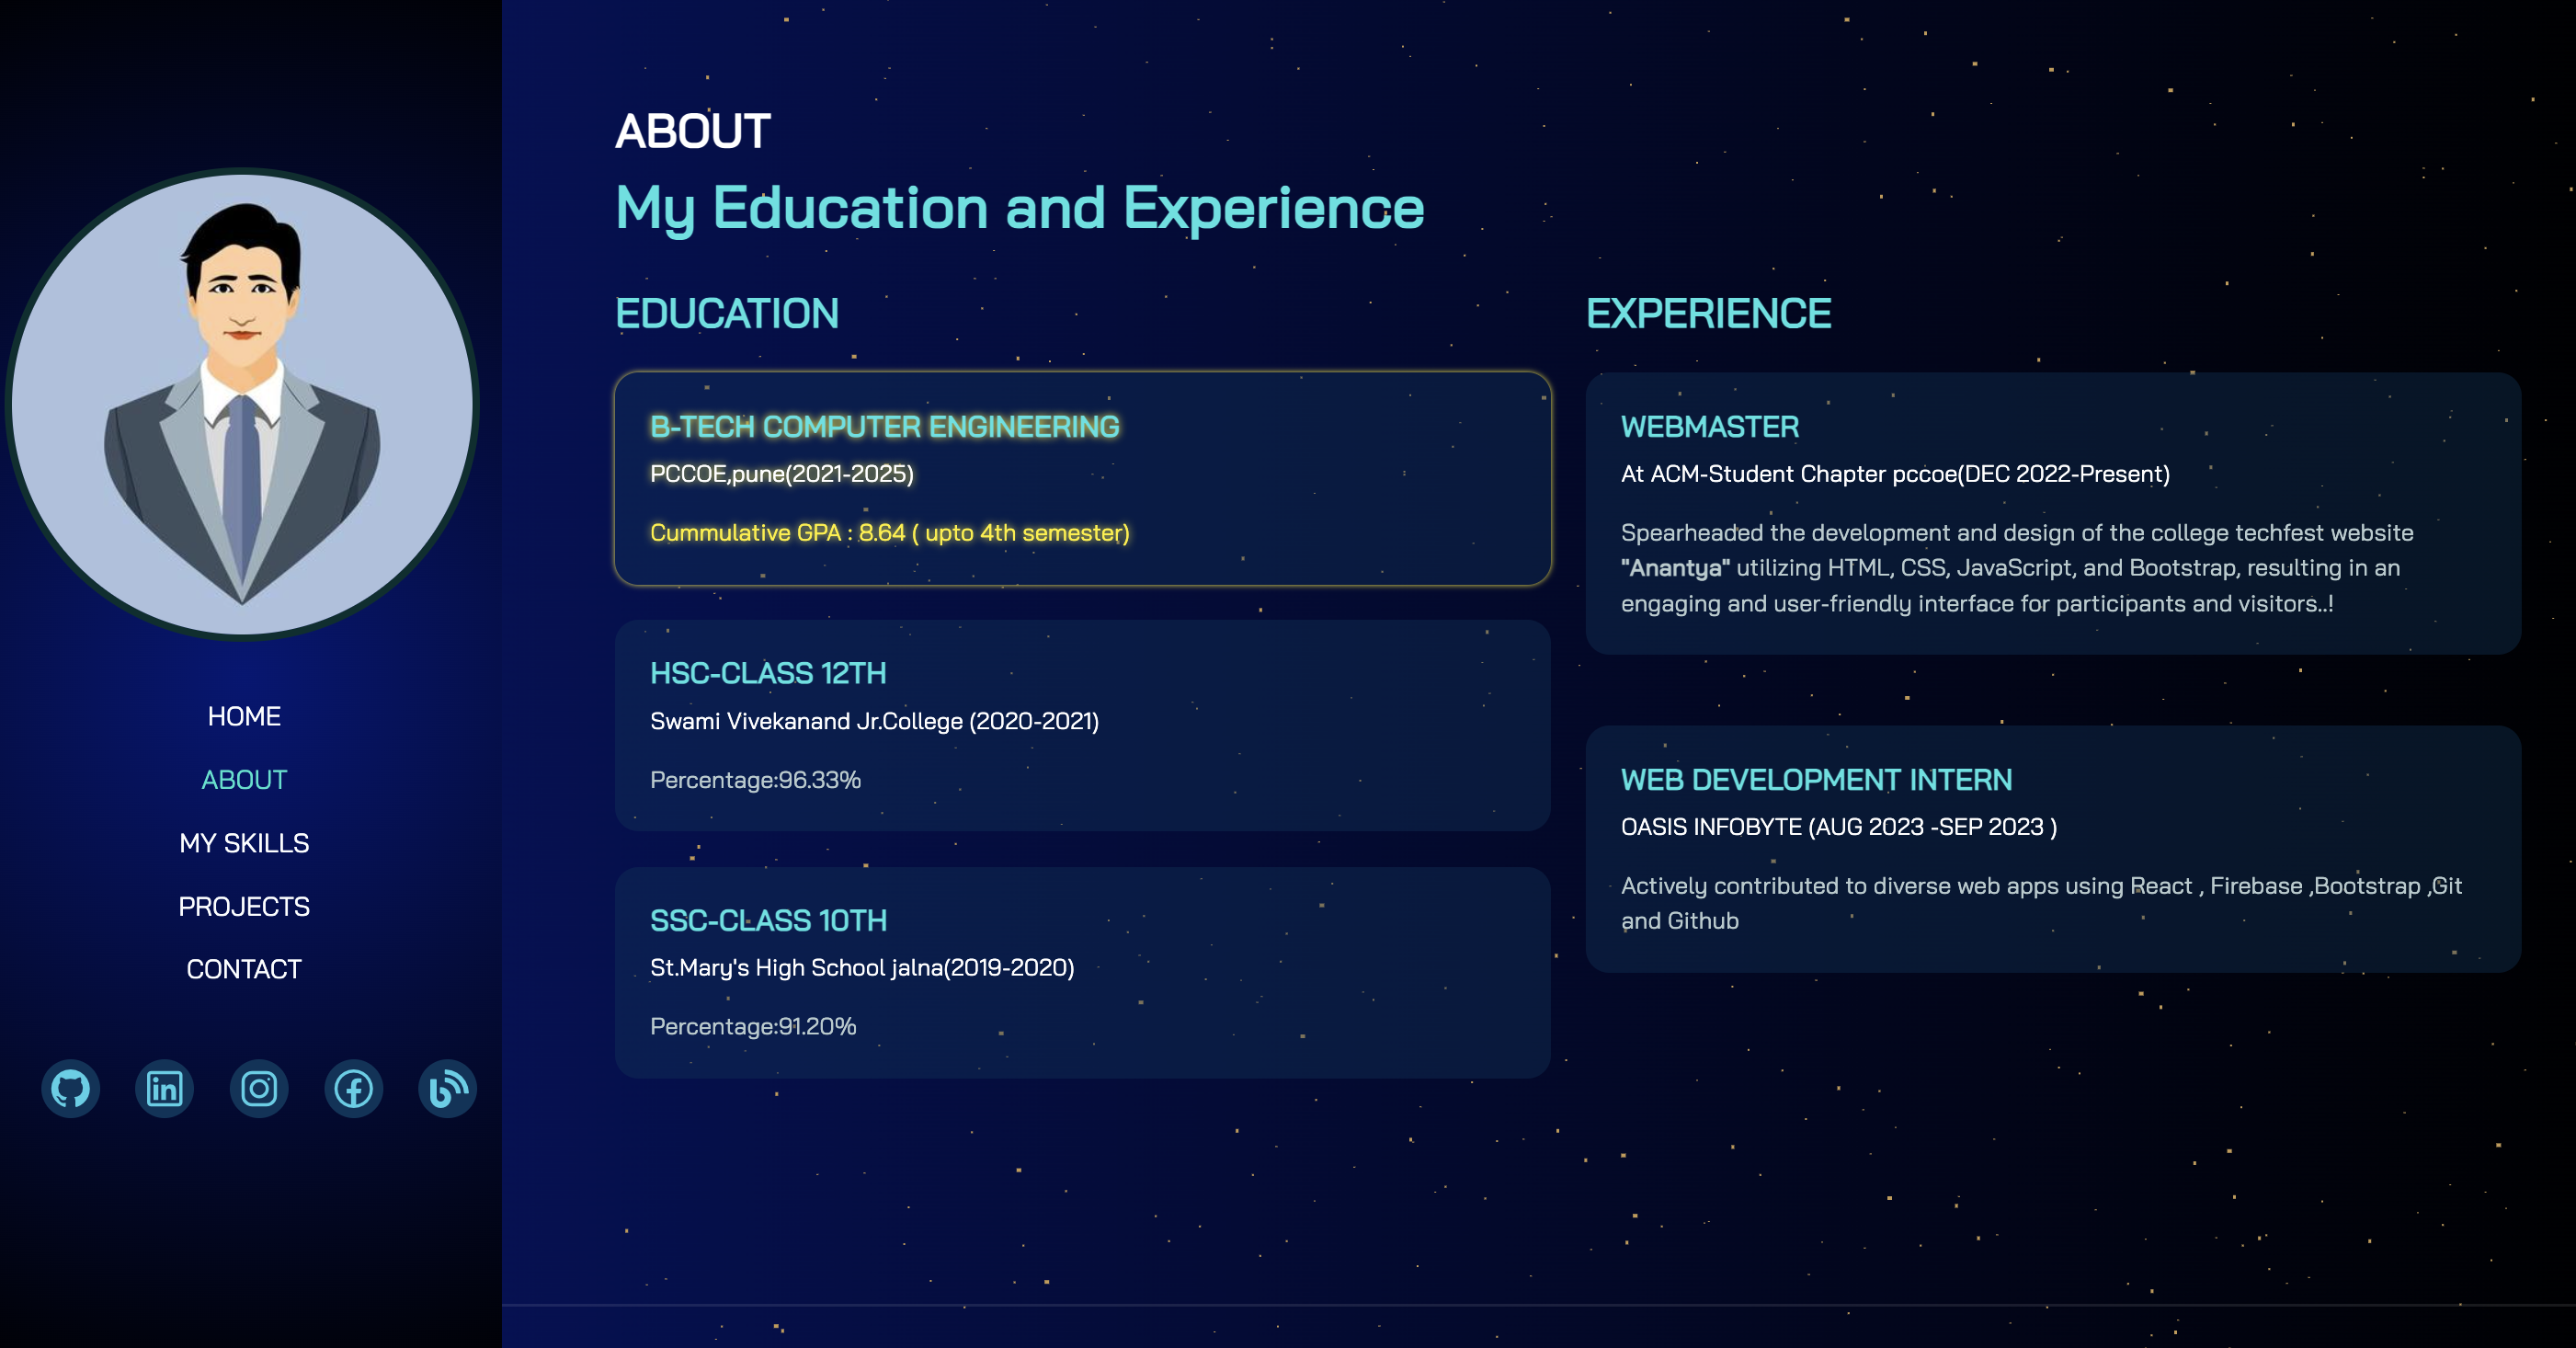 HOME
ABOUT
MY SKILLS
PROJECTS
CONTACT
ABOUT
My Education and Experience
EDUCATION
B-TECH COMPUTER ENGINEERING
PCCOE,pune(2021-2025)
Cummulative GPA : 8.64 ( upto 4th semester)
HSC-CLASS 12TH
Swami Vivekanand Jr.College (2020-2021)
Percentage:96.33%
SSC-CLASS 10TH
St.Mary's High School jalna(2019-2020)
Percentage:91.20%
EXPERIENCE
WEBMASTER
At ACM-Student Chapter pccoe(DEC 2022-Present)
Spearheaded the development and design of the college techfest website
"Anantya" utilizing HTML, CSS, JavaScript, and Bootstrap, resulting in an
engaging and user-friendly interface for participants and visitors..!
WEB DEVELOPMENT INTERN
OASIS INFOBYTE (AUG 2023 -SEP 2023 )
Actively contributed to diverse web apps using React , Firebase ,Bootstrap ,Git
and Github